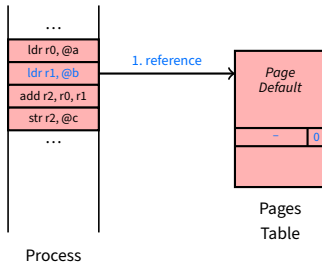 ...
ldr r0, @a
ldr r1, @b
add r2, r0, r1
str r2, @c
...
Process
1. reference
Page
Default
– 0
Pages
Table